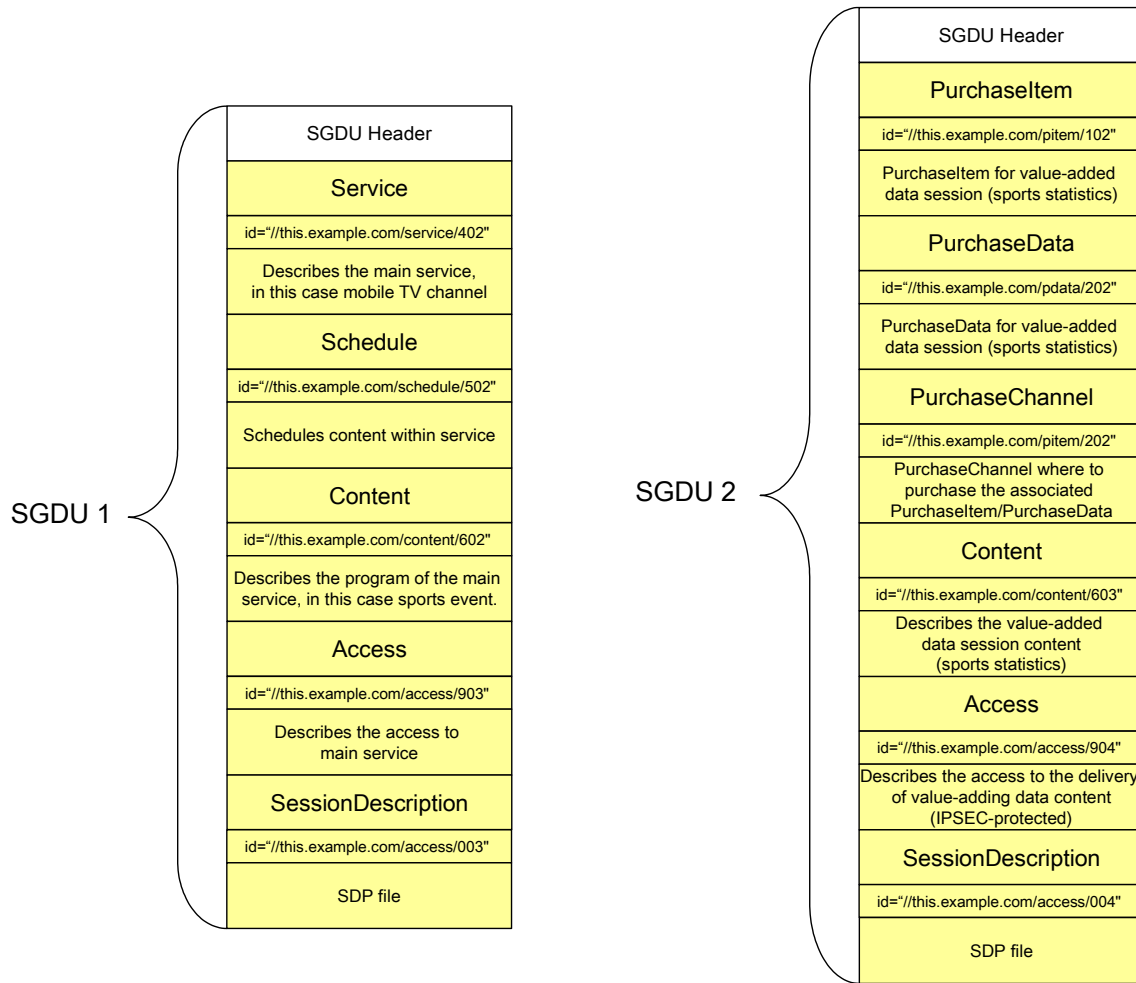 SGDU 1
SGDU Header
Service
id=“//this.example.com/service/402"
Describes the main service,
in this case mobile TV channel
Schedule
id=“//this.example.com/schedule/502"
Schedules content within service
Content
id=“//this.example.com/content/602"
Describes the program of the main
service, in this case sports event.
Access
id=“//this.example.com/access/903"
Describes the access to
main service
SessionDescription
id=“//this.example.com/access/003"
SDP file
SGDU 2
SGDU Header
PurchaseItem
id=“//this.example.com/pitem/102"
PurchaseItem for value-added
data session (sports statistics)
PurchaseData
id=“//this.example.com/pdata/202"
PurchaseData for value-added
data session (sports statistics)
PurchaseChannel
id=“//this.example.com/pitem/202"
PurchaseChannel where to
purchase the associated
PurchaseItem/PurchaseData
Content
id=“//this.example.com/content/603"
Describes the value-added
data session content
(sports statistics)
Access
id=“//this.example.com/access/904"
Describes the access to the delivery
of value-adding data content
(IPSEC-protected)
SessionDescription
id=“//this.example.com/access/004"
SDP file